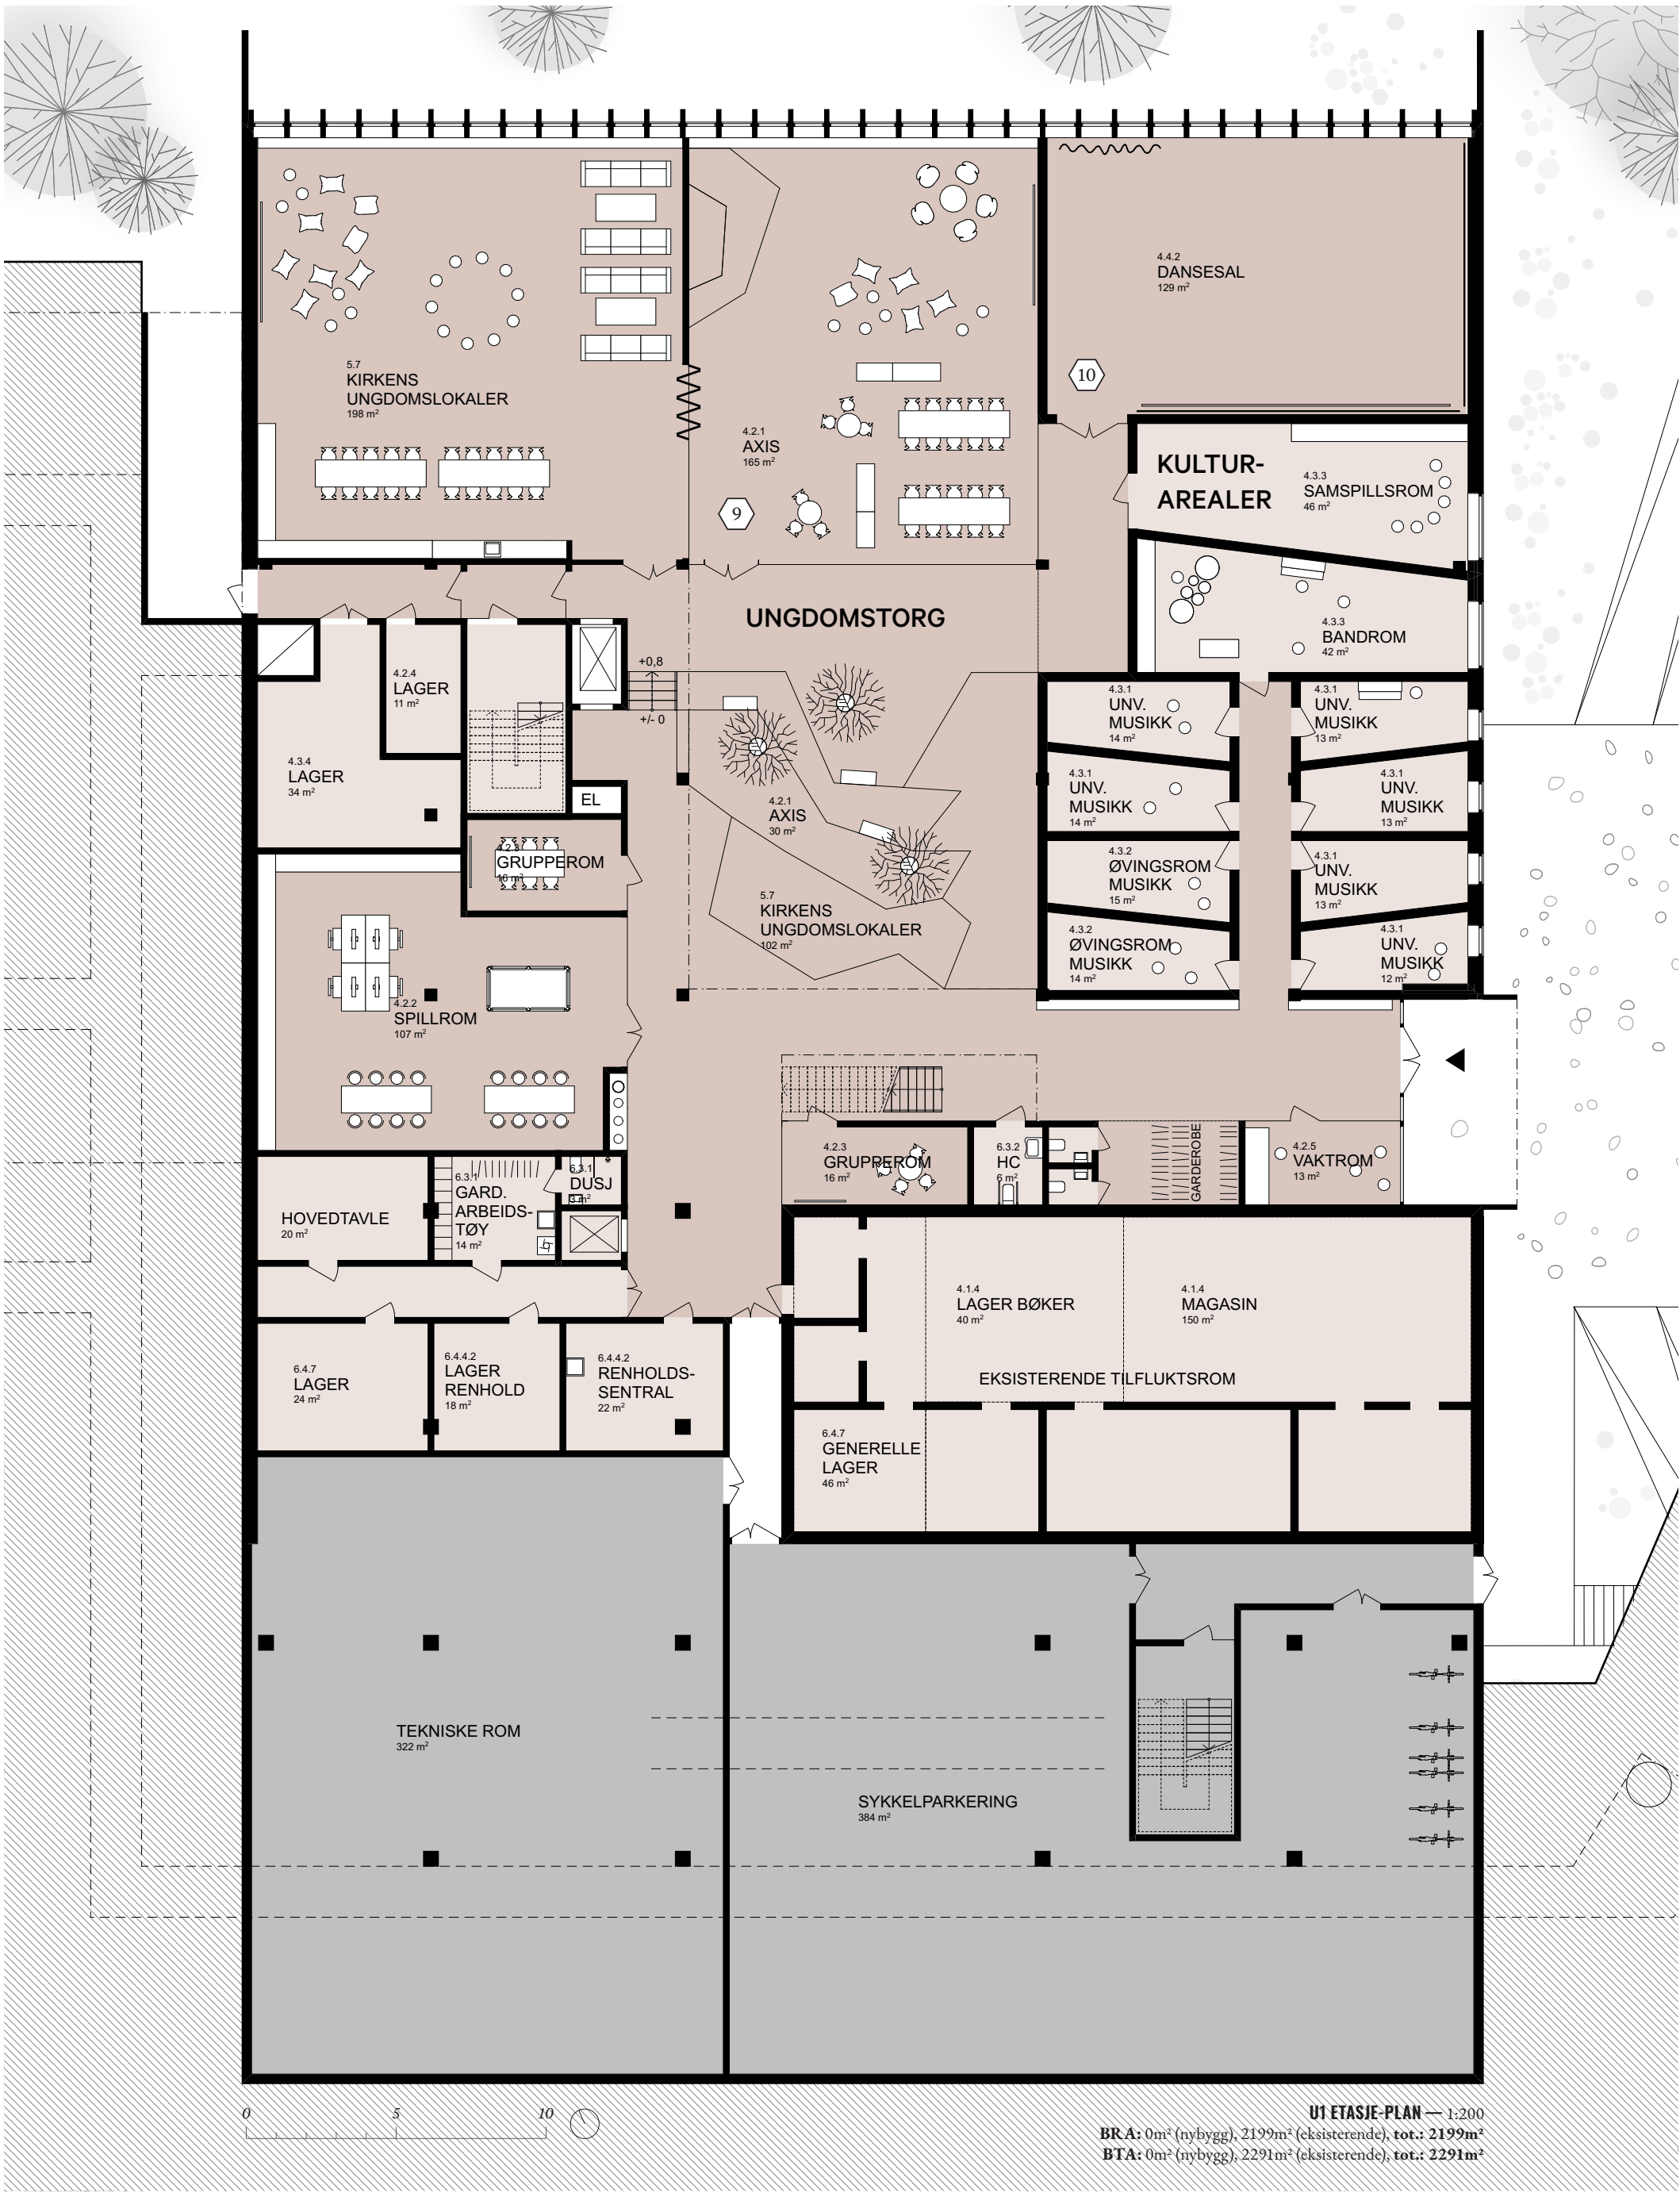 5.7
KIRKENS
UNGDOMSLOKALER
198 m²
4.2.1
AXIS
165 m²
9
4.4.2
DANSESAL
129 m²
10
KULTUR-
AREALER
4.3.3
SAMSPILLSROM
46 m²
4.3.3
BANDROM
42 m²
UNGDOMSTORG
+0,8
+/- 0
4.2.4
LAGER
11 m²
4.3.4
LAGER
34 m²
EL
4.2.3
GRUPPEROM
16 m²
4.2.1
AXIS
30 m²
5.7
KIRKENS
UNGDOMSLOKALER
102 m²
4.3.1
UNV.
MUSIKK
14 m²
4.3.1
UNV.
MUSIKK
13 m²
4.3.1
UNV.
MUSIKK
14 m²
4.3.1
UNV.
MUSIKK
13 m²
4.3.2
ØVINGSROM
MUSIKK
15 m²
4.3.1
UNV.
MUSIKK
13 m²
4.3.2
ØVINGSROM
MUSIKK
14 m²
4.3.1
UNV.
MUSIKK
12 m²
4.2.2
SPILLROM
107 m²
4.2.3
GRUPPEROM
16 m²
6.3.2
HC
6 m²
GARDEROBE
4.2.5
VAKTROM
13 m²
HOVEDTAVLE
20 m²
6.3.1
GARD.
ARBEIDS-
TØY
14 m²
6.3.1
DUSJ
3 m²
4.1.4
LAGER BØKER
40 m²
4.1.4
MAGASIN
150 m²
EKSISTERENDE TILFLUKTSROM
6.4.7
LAGER
24 m²
6.4.4.2
LAGER
RENHOLD
18 m²
6.4.4.2
RENHOLDS-
SENTRAL
22 m²
6.4.7
GENERELLE
LAGER
46 m²
TEKNISKE ROM
322 m²
SYKKELPARKERING
384 m²
0 5 10
U1 ETASJE-PLAN — 1:200
BRA: 0m² (nybygg), 2199m² (eksisterende), tot.: 2199m²
BTA: 0m² (nybygg), 2291m² (eksisterende), tot.: 2291m²